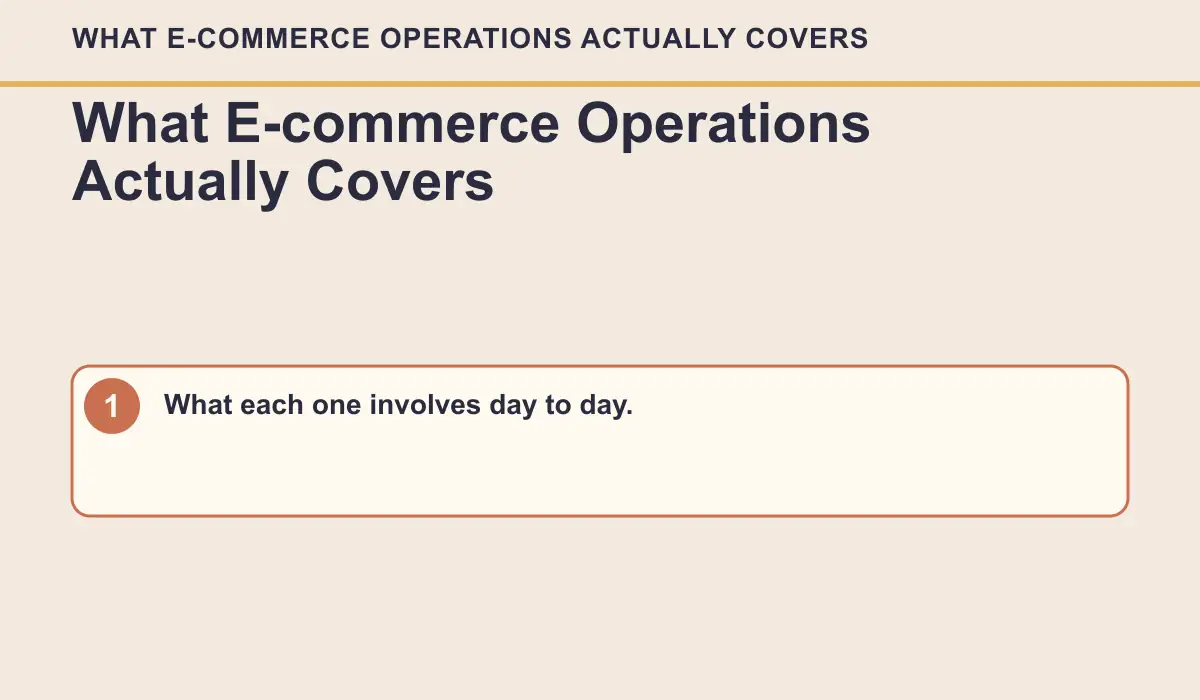 WHAT E-COMMERCE OPERATIONS ACTUALLY COVERS
What E-commerce Operations
Actually Covers
1
What each one involves day to day.